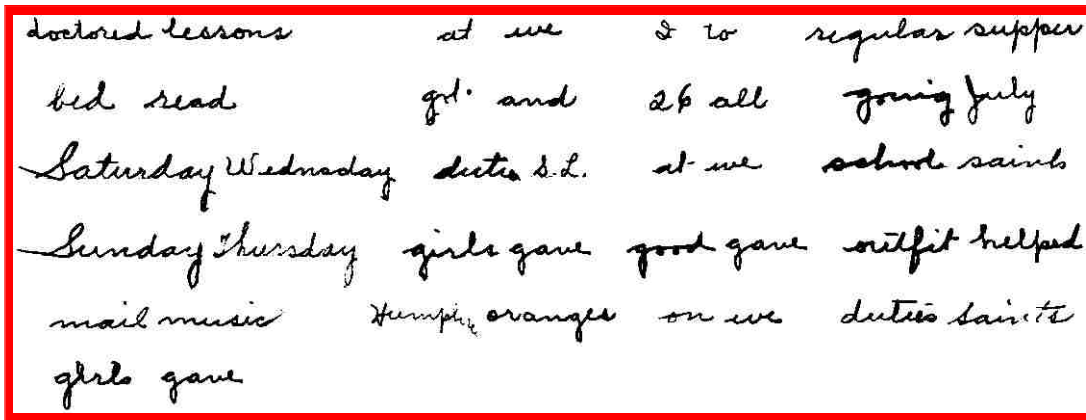 doctored lessons at we I to regular supper
bed read got. and 26 all going July
Saturday Wednesday duties S.L. at we school saints
Sunday Thursday girls gave good gave outfit helped
mail music oranges on we duties saints
girls gave